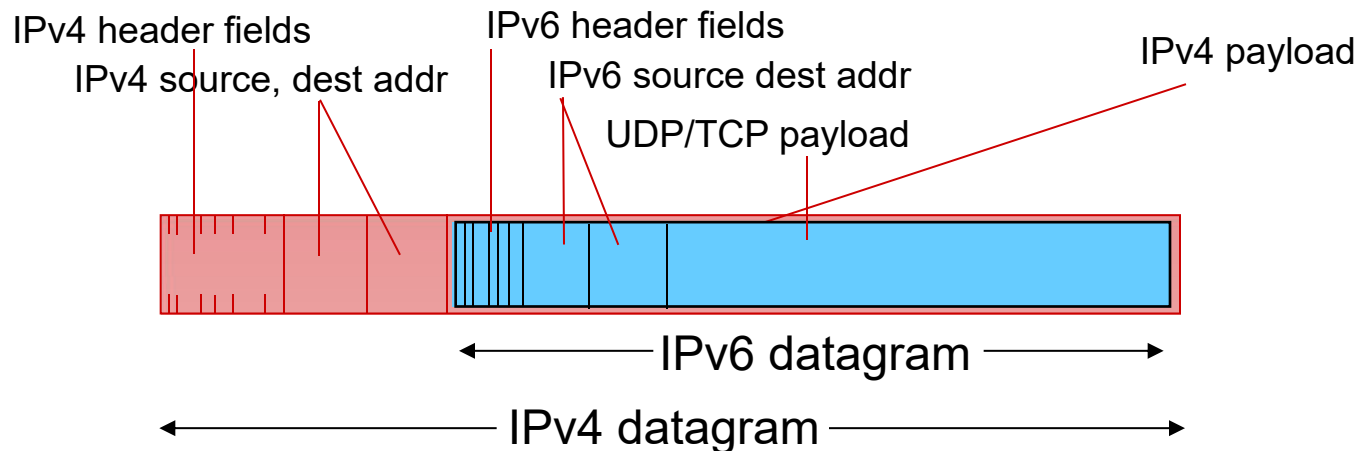 IPv4 header fields
IPv6 header fields
IPv4 payload
IPv4 source, dest addr
IPv6 source dest addr
UDP/TCP payload
IPv6 datagram
IPv4 datagram